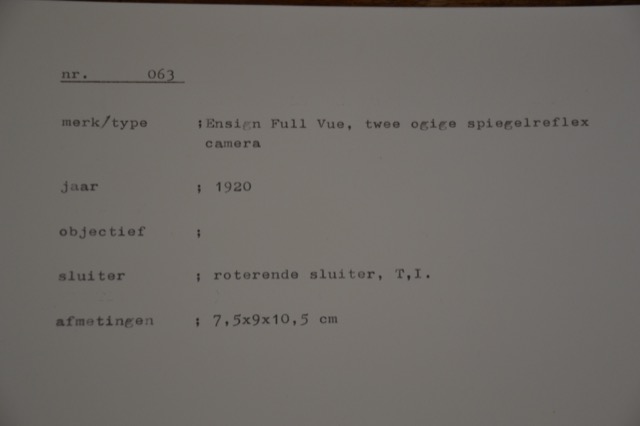 nr. 063
merk/type ;Ensign Full Vue, twee ogige spiegelreflex
camera
jaar ; 1920
objectief ;
sluiter ; roterende sluiter, T,I.
afmetingen ; 7,5x9x10,5 cm